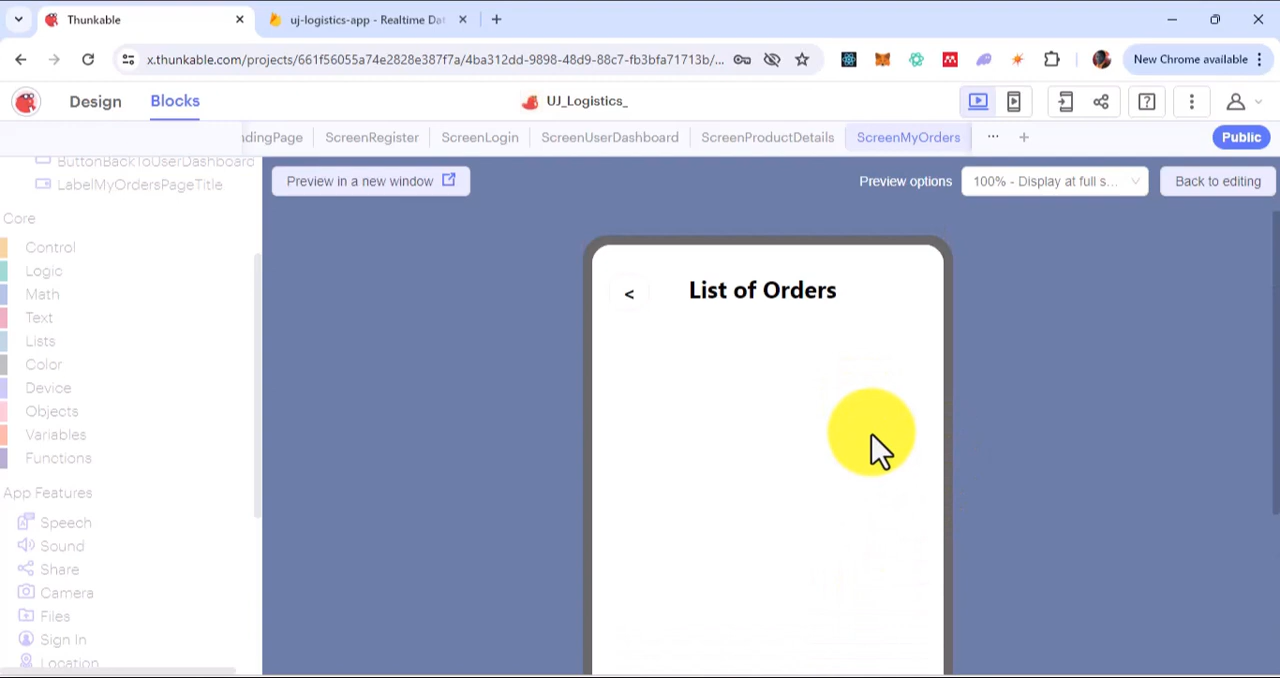 Thunkable
uj-logistics-app - Realtime Dat
x.thunkable.com/projects/661f56055a74e2828e387f7a/4ba312dd-9898-48d9-88c7-fb3bfa71713b/...
New Chrome available
Design
Blocks
UJ_Logistics_
ndingPage
ScreenRegister
ScreenLogin
ScreenUserDashboard
ScreenProductDetails
ScreenMyOrders
...
+
Public
ButtonBackToUserDashboard
LabelMyOrdersPageTitle
Core
Control
Logic
Math
Text
Lists
Color
Device
Objects
Variables
Functions
App Features
Speech
Sound
Share
Camera
Files
Sign In
Location
Preview in a new window
Preview options
100% - Display at full s...
Back to editing
<
List of Orders